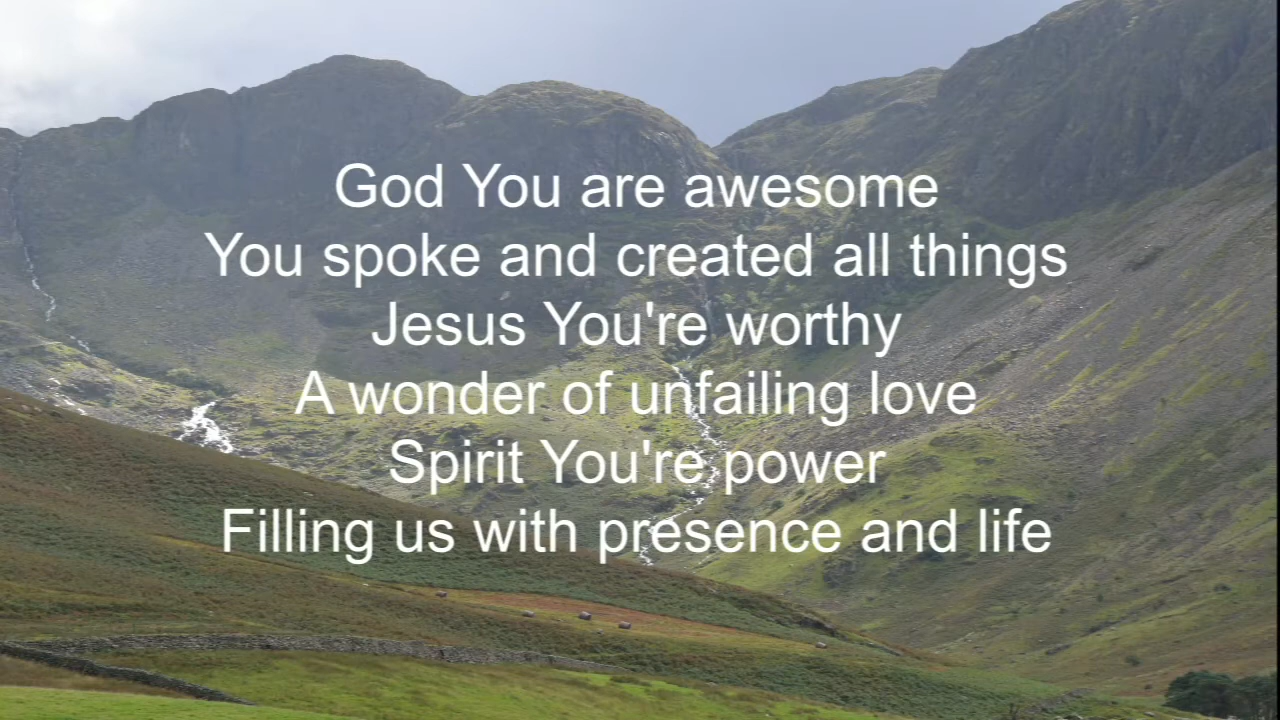 God You are awesome
You spoke and created all things
Jesus You're worthy
A wonder of unfailing love
Spirit You're power
Filling us with presence and life